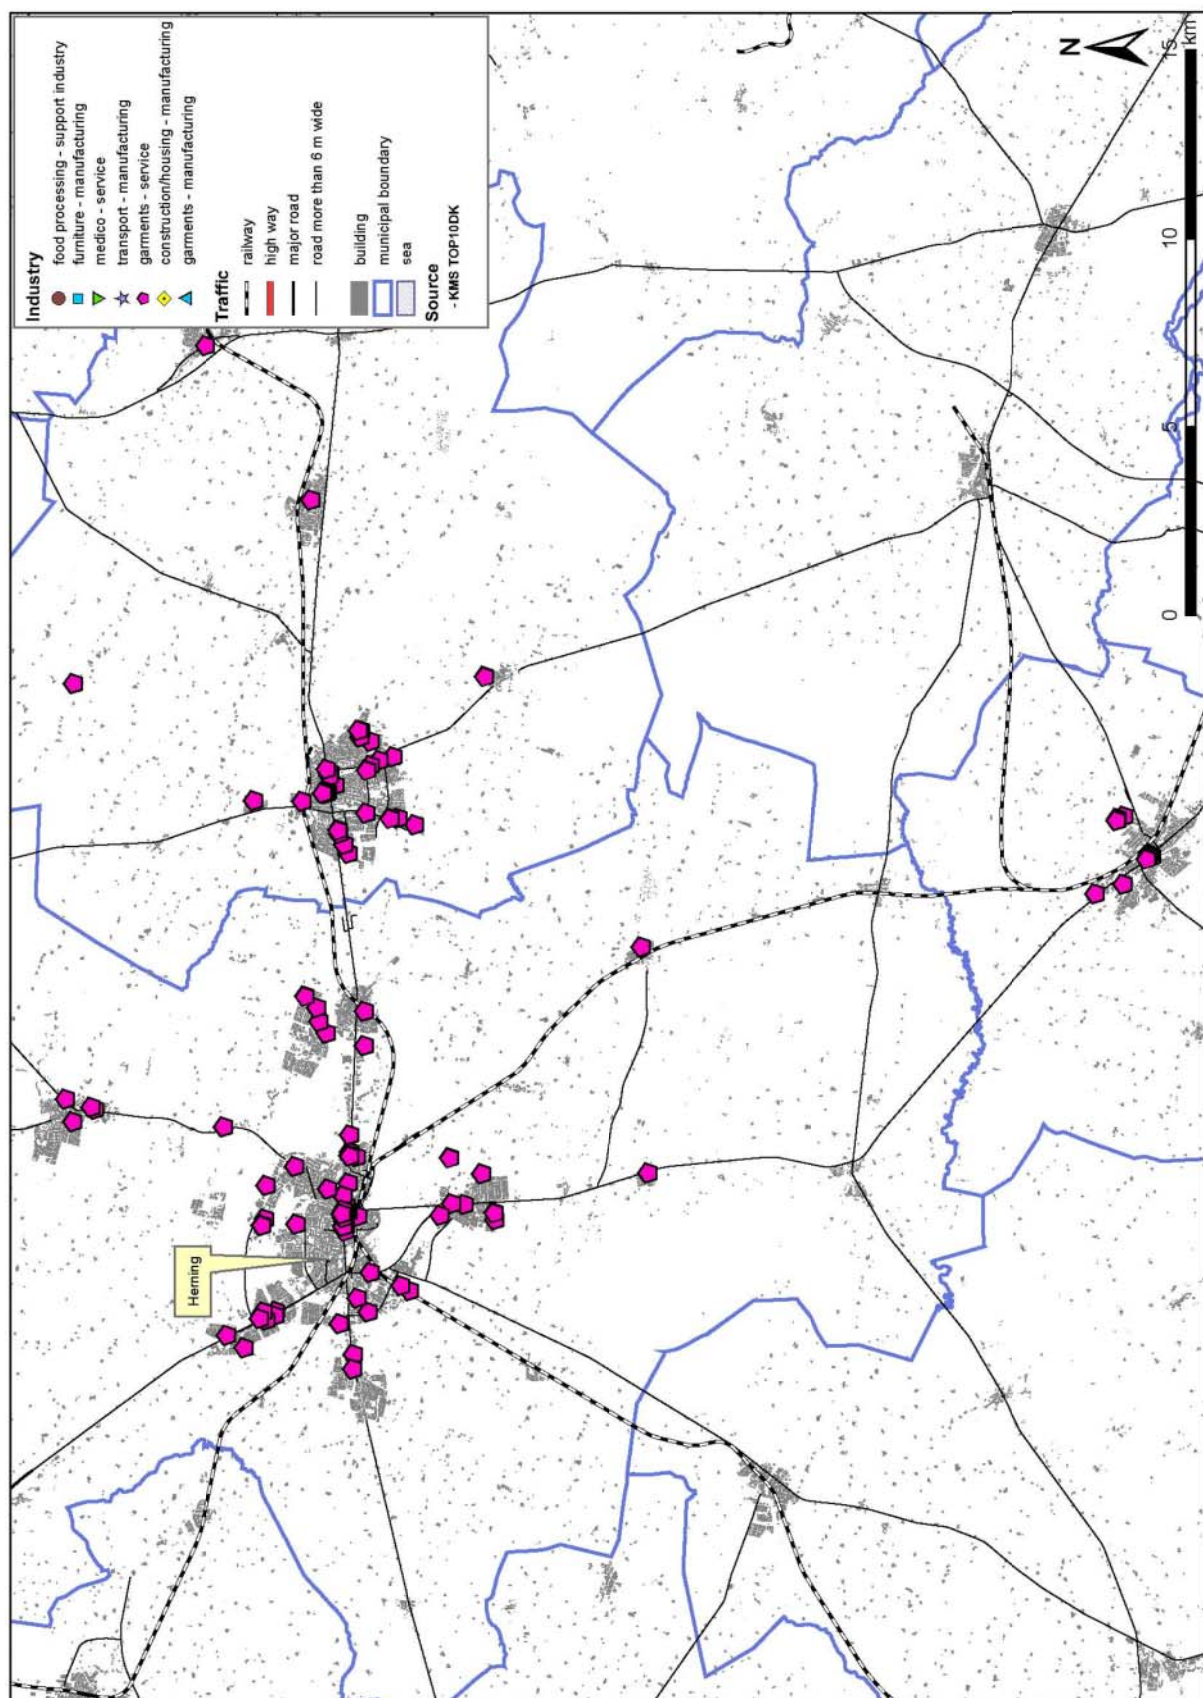 Industry
food processing - support industry
furniture - manufacturing
medico - service
transport - manufacturing
garments - service
construction/housing - manufacturing
garments - manufacturing
Traffic
railway
high way
major road
road more than 6 m wide
building
municipal boundary
sea
Source
- KMS TOP10DK
Herning
N
0 5 10 15
km